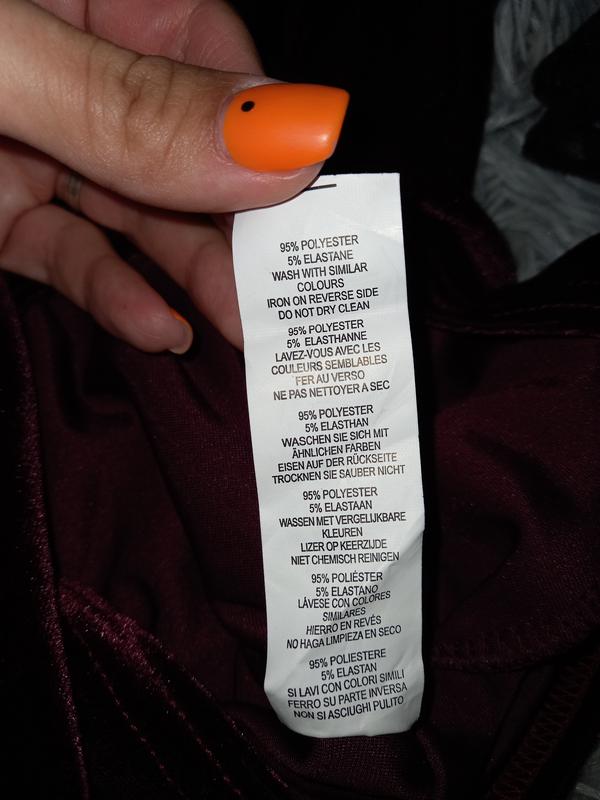 95% POLYESTER
5% ELASTANE
WASH WITH SIMILAR
COLOURS
IRON ON REVERSE SIDE
DO NOT DRY CLEAN
95% POLYESTER
5% ELASTHANNE
LAVEZ-VOUS AVEC LES
COULEURS SEMBLABLES
FER AU VERSO
NE PAS NETTOYER A SEC
95% POLYESTER
5% ELASTHAN
WASCHEN SIE SICH MIT
ÄHNLICHEN FARBEN
EISEN AUF DER RÜCKSEITE
TROCKNEN SIE SAUBER NICHT
95% POLYESTER
5% ELASTAAN
WASSEN MET VERGELIJKBARE
KLEUREN
IJZER OP KEERZIJDE
NIET CHEMISCH REINIGEN
95% POLIÉSTER
5% ELASTANO
LÁVESE CON COLORES
SIMILARES
HIERRO EN REVÉS
NO HAGA LIMPIEZA EN SECO
95% POLIESTERE
5% ELASTAN
SI LAVI CON COLORI SIMILI
FERRO SU PARTE INVERSA
NON SI ASCIUGHI PULITO